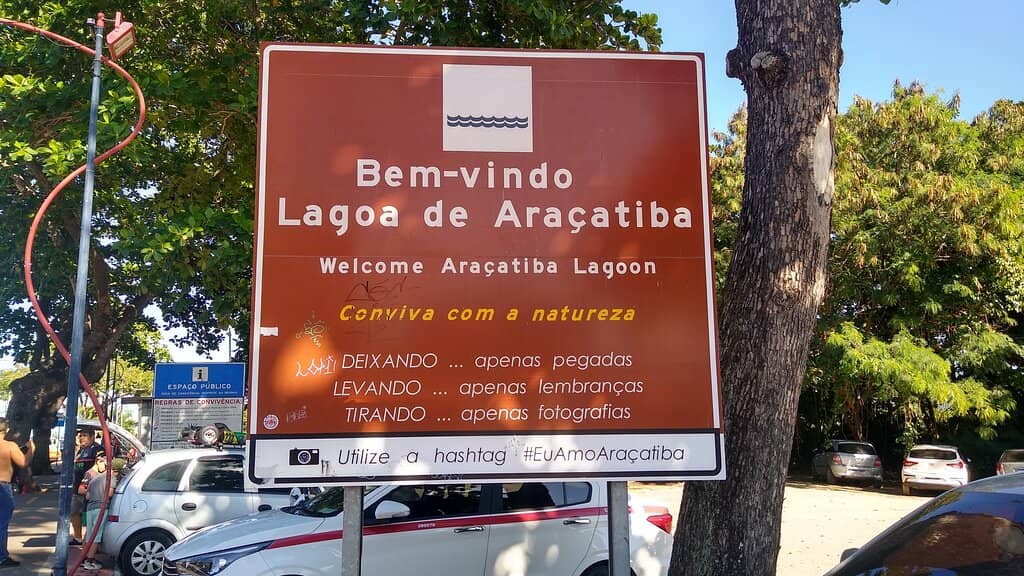 Bem-vindo
Lagoa de Araçatiba
Welcome Araçatiba Lagoon
Conviva com a natureza
DEIXANDO ... apenas pegadas
LEVANDO ... apenas lembranças
TIRANDO ... apenas fotografias
Utilize a hashtag #EuAmoAraçatiba
i
ESPAÇO PÚBLICO
REGRAS DE CONVIVÊNCIA: